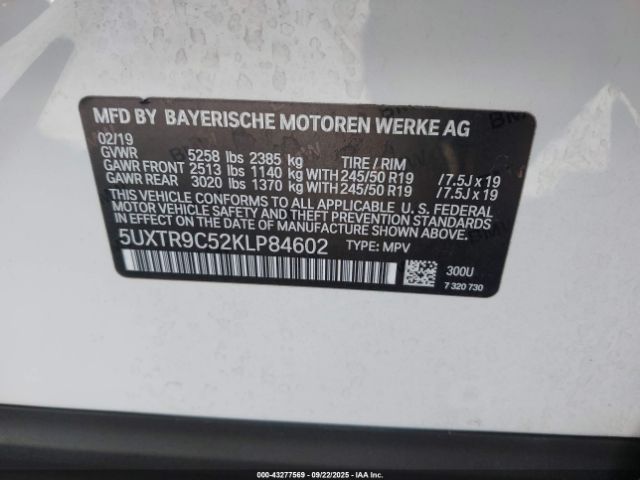 MFD BY BAYERISCHE MOTOREN WERKE AG
02/19
GVWR 5258 lbs 2385 kg TIRE / RIM
GAWR FRONT 2513 lbs 1140 kg WITH 245/50 R19 /7.5J x 19
GAWR REAR 3020 lbs 1370 kg WITH 245/50 R19 /7.5J x 19
THIS VEHICLE CONFORMS TO ALL APPLICABLE U.S. FEDERAL
MOTOR VEHICLE SAFETY AND THEFT PREVENTION STANDARDS
IN EFFECT ON THE DATE OF MANUFACTURE SHOWN ABOVE.
5UXTR9C52KLP84602 TYPE: MPV
300U
7 320 730
000-43277569 | 09/22/2025 | IAAI.COM